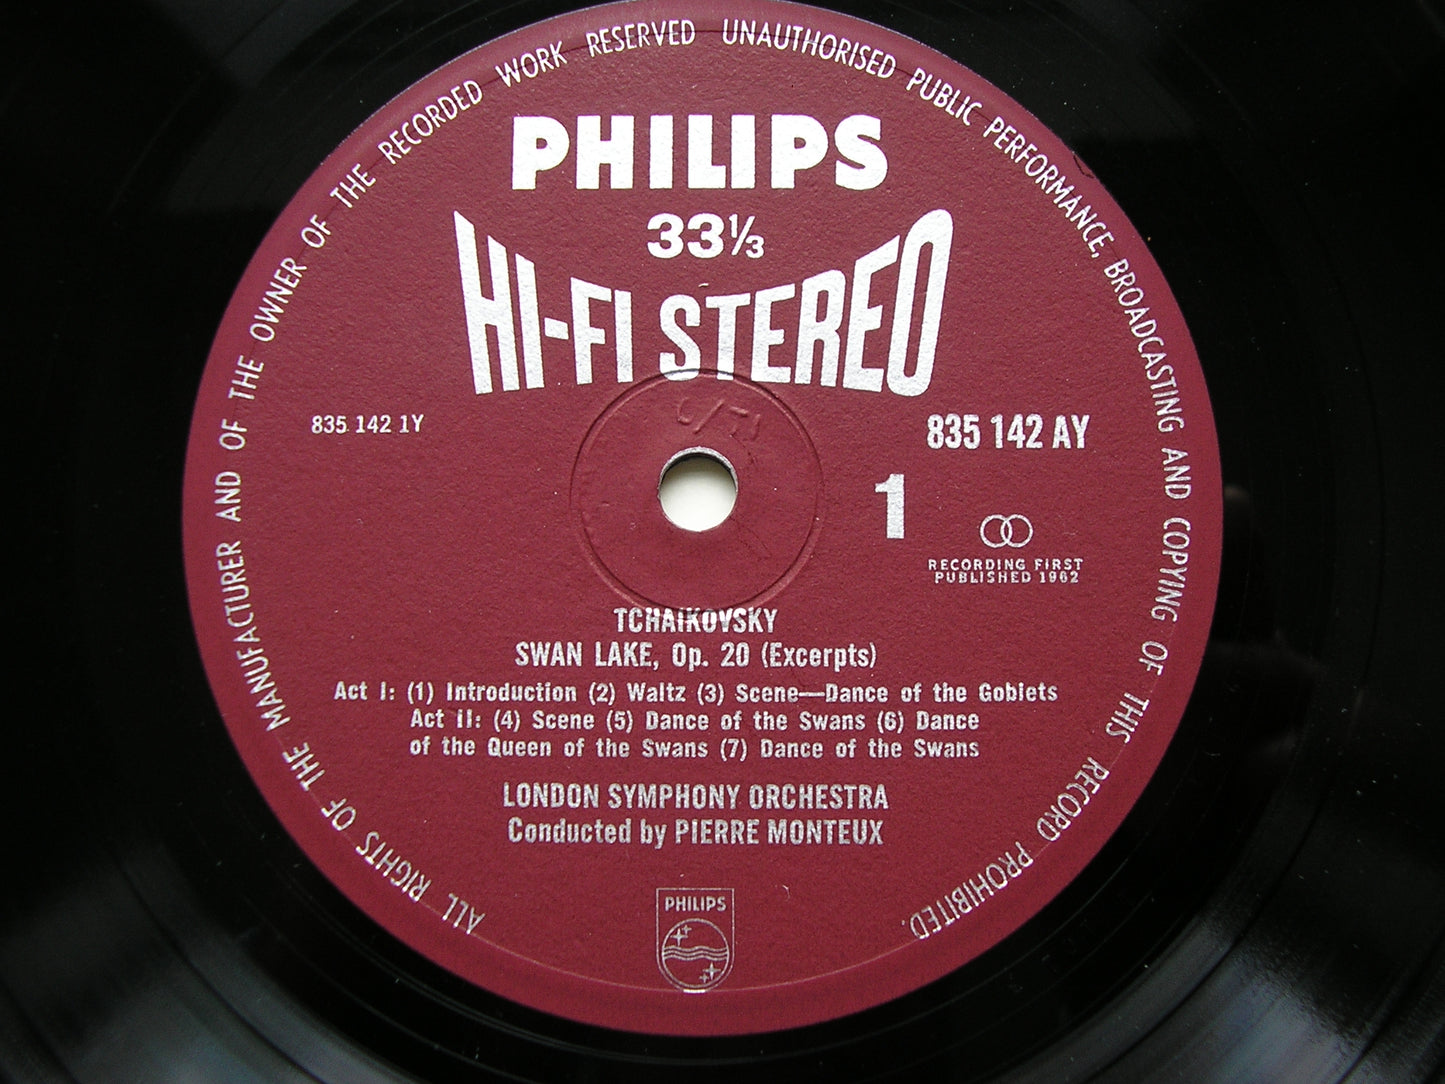 ALL RIGHTS OF THE MANUFACTURER AND OF THE OWNER OF THE RECORDED WORK RESERVED UNAUTHORISED PUBLIC PERFORMANCE, BROADCASTING AND COPYING OF THIS RECORD PROHIBITED.
PHILIPS
33⅓
HI-FI STEREO
835 142 1Y
835 142 AY
1
RECORDING FIRST
PUBLISHED 1962
TCHAIKOVSKY
SWAN LAKE, Op. 20 (Excerpts)
Act I: (1) Introduction (2) Waltz (3) Scene—Dance of the Goblets
Act II: (4) Scene (5) Dance of the Swans (6) Dance
of the Queen of the Swans (7) Dance of the Swans
LONDON SYMPHONY ORCHESTRA
Conducted by PIERRE MONTEUX
PHILIPS